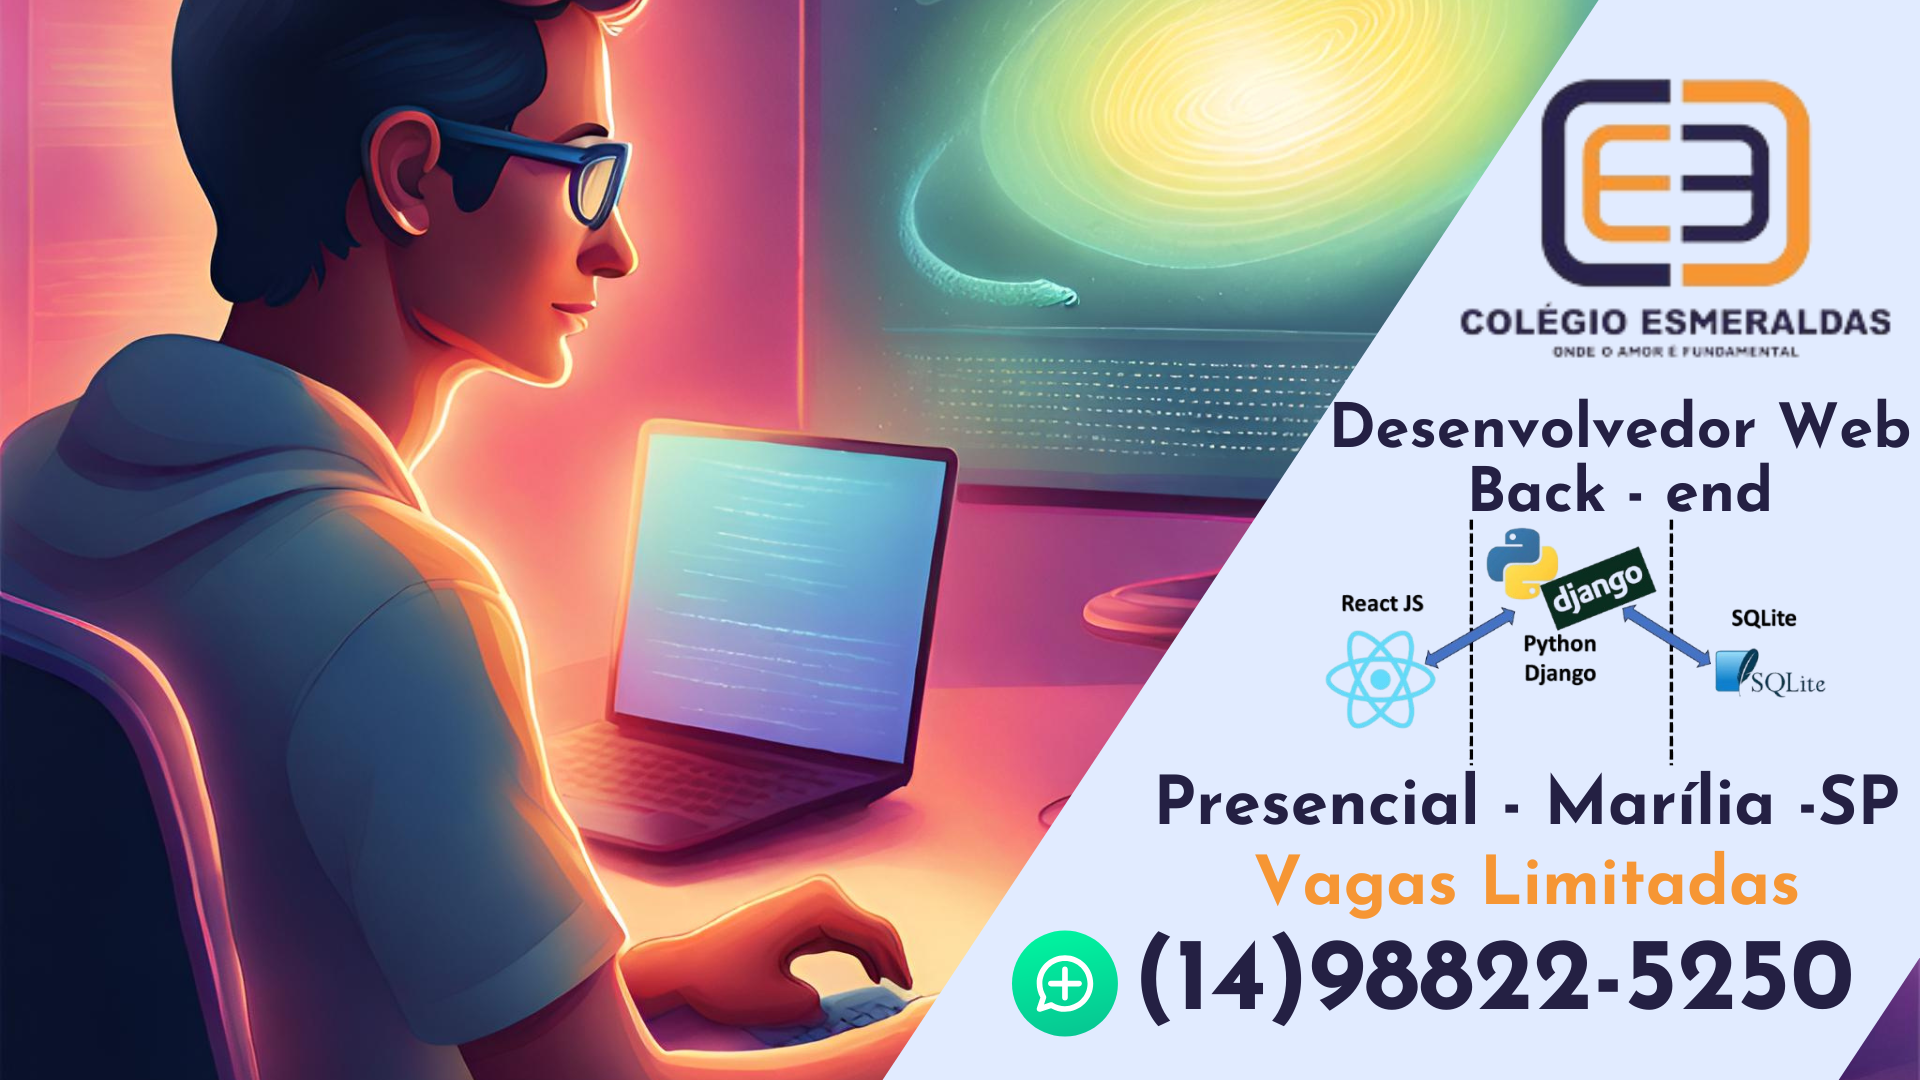 COLÉGIO ESMERALDAS
ONDE O AMOR É FUNDAMENTAL
Desenvolvedor Web
Back - end
django
React JS
SQLite
Python
Django
SQLite
Presencial - Marília -SP
Vagas Limitadas
(14)98822-5250